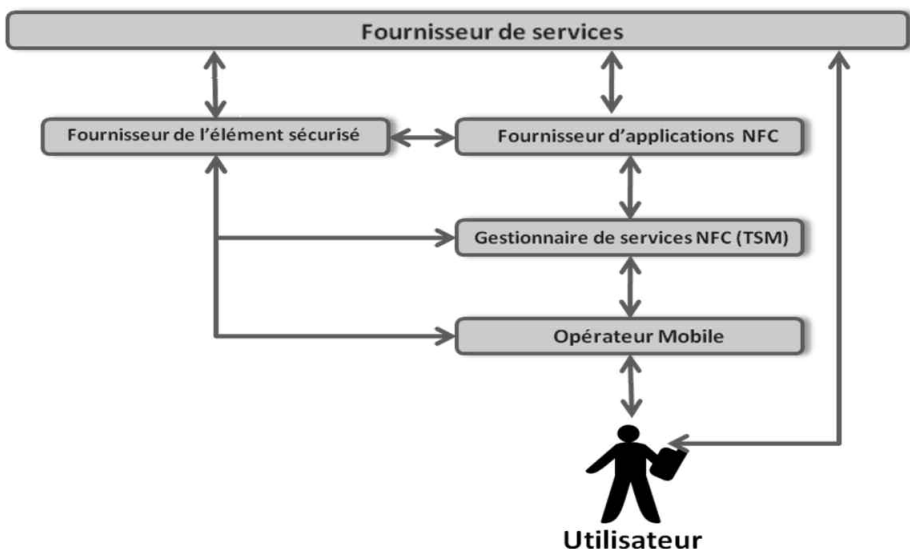 Fournisseur de services
Fournisseur de l'élément sécurisé
Fournisseur d'applications NFC
Gestionnaire de services NFC (TSM)
Opérateur Mobile
Utilisateur